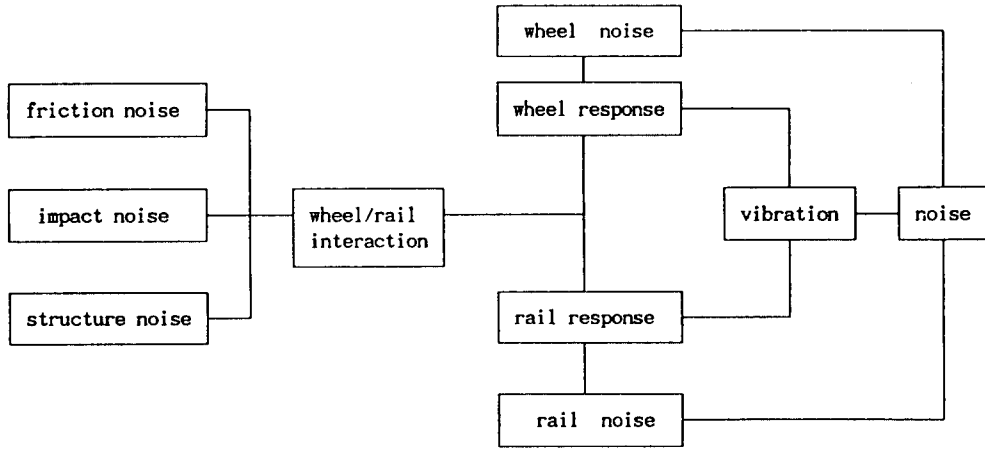 wheel noise
friction noise
wheel response
impact noise
wheel/rail
interaction
vibration
noise
structure noise
rail response
rail noise